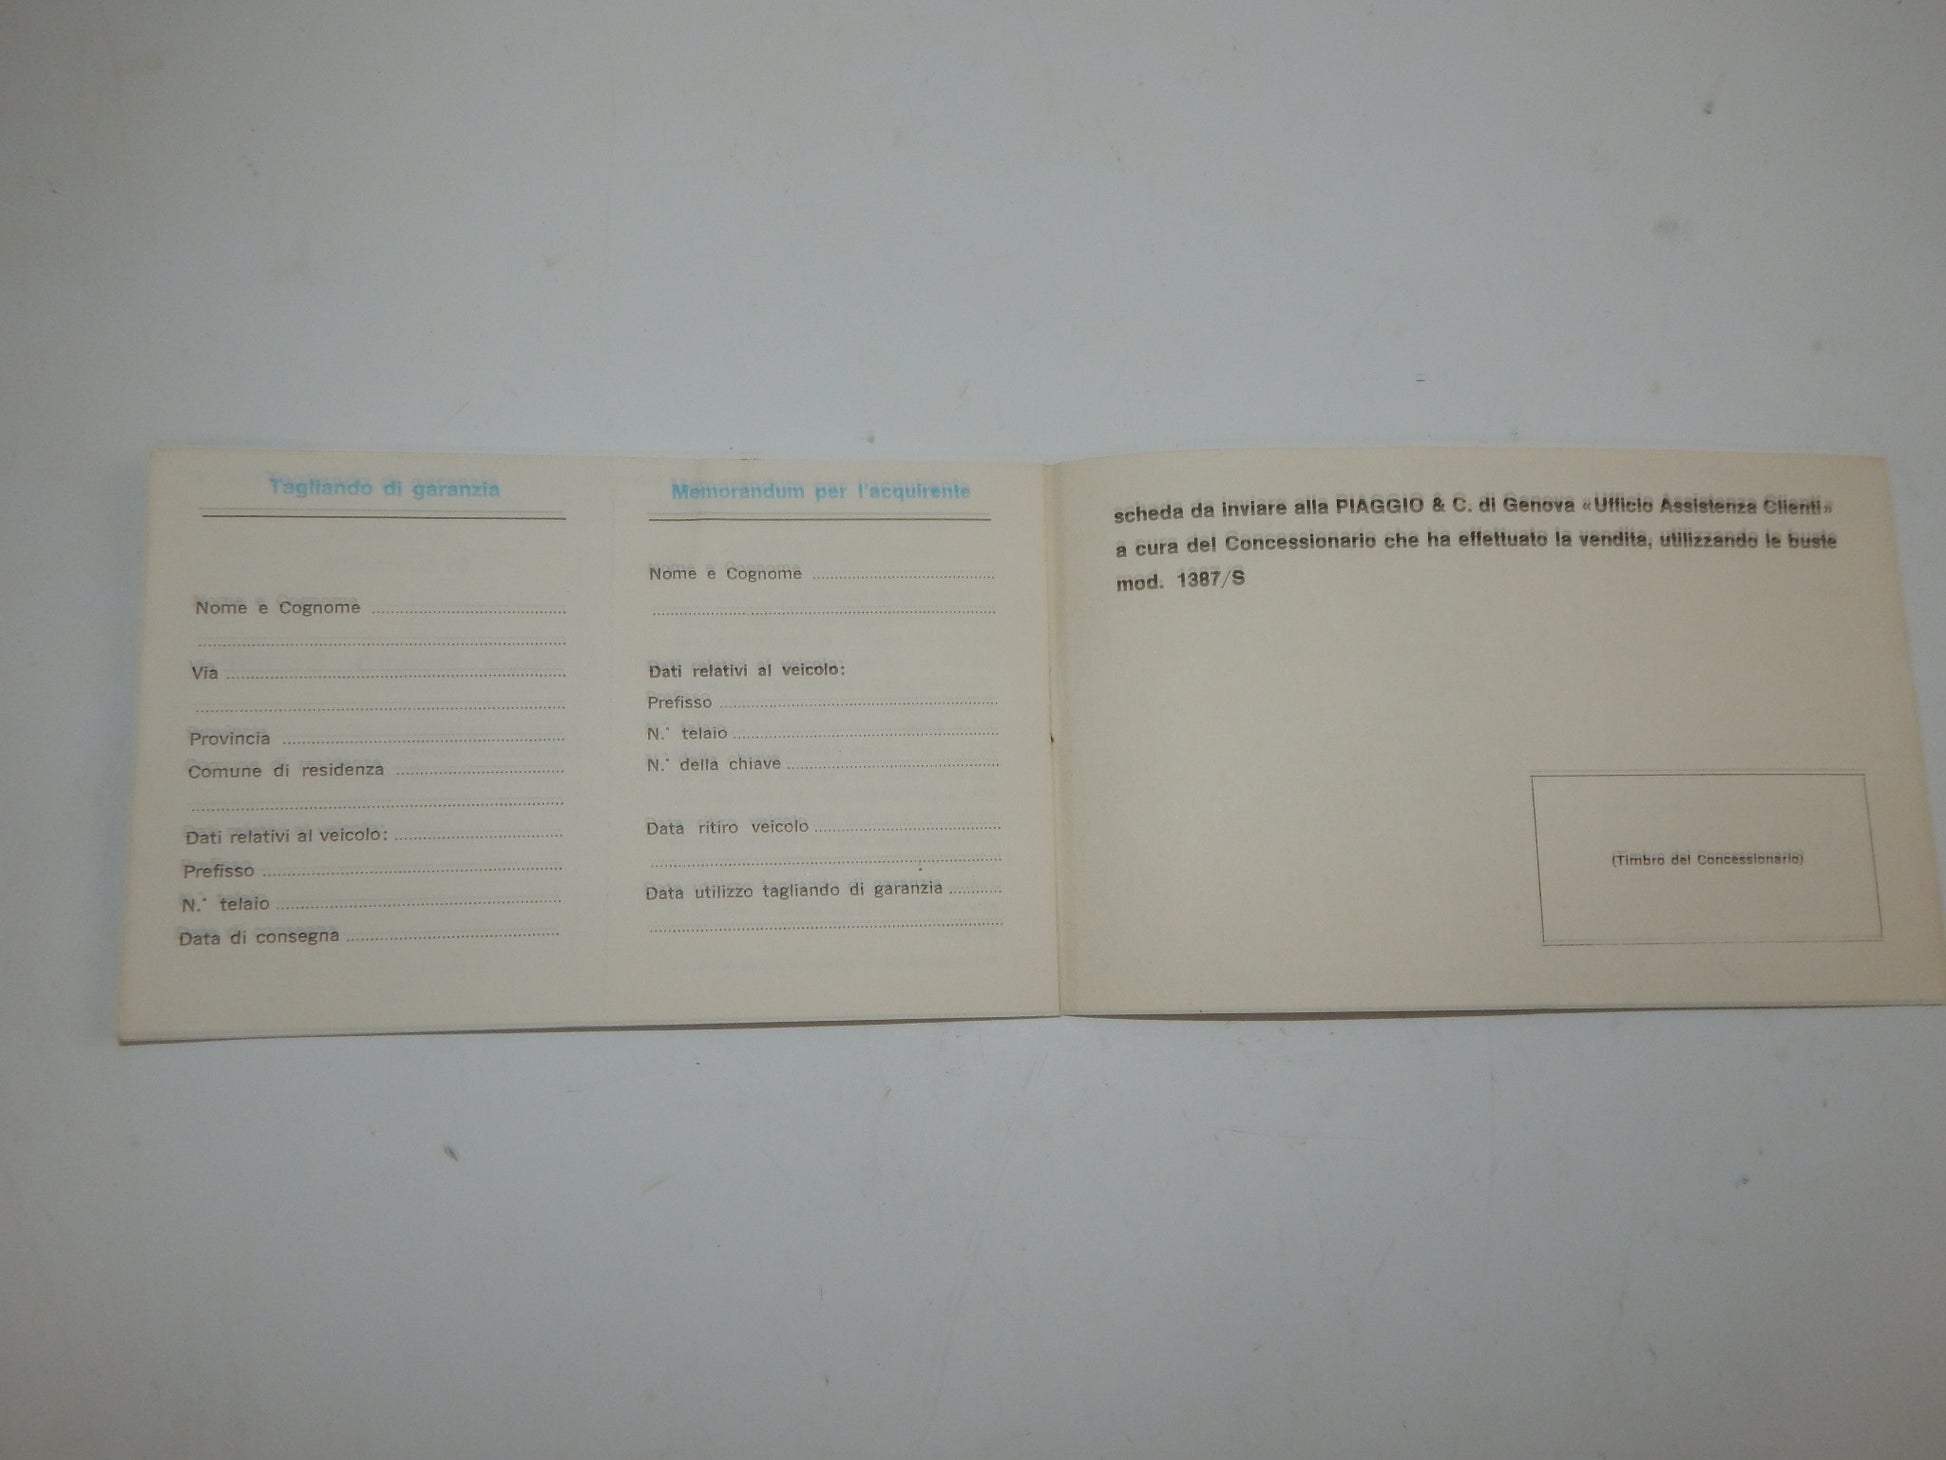 Tagliando di garanzia
Nome e Cognome
Via
Provincia
Comune di residenza
Dati relativi al veicolo:
Prefisso
N.° telaio
Data di consegna
Memorandum per l'acquirente
Nome e Cognome
Dati relativi al veicolo:
Prefisso
N.° telaio
N.° della chiave
Data ritiro veicolo
Data utilizzo tagliando di garanzia
scheda da inviare alla PIAGGIO & C. di Genova «Ufficio Assistenza Clienti»
a cura del Concessionario che ha effettuato la vendita, utilizzando le buste
mod. 1387/S
(Timbro del Concessionario)